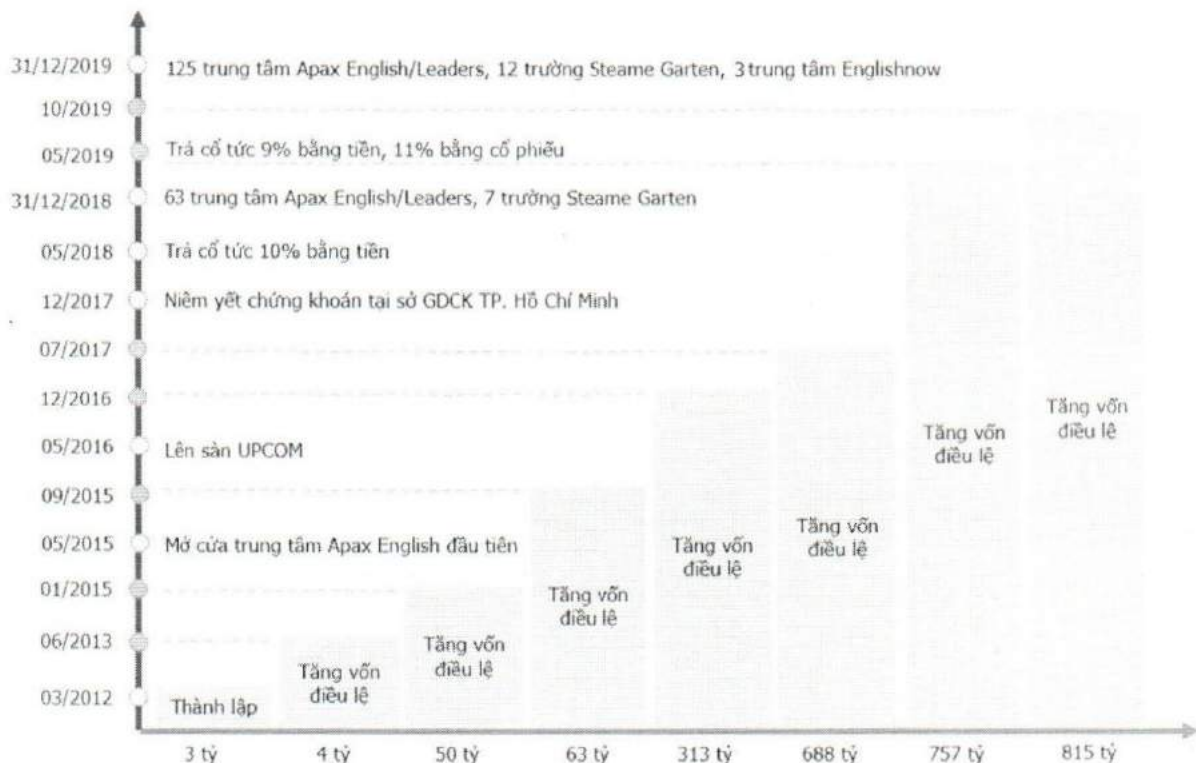 31/12/2019 125 trung tâm Apax English/Leaders, 12 trường Steame Garten, 3 trung tâm Englishnow
10/2019
05/2019 Trả cổ tức 9% bằng tiền, 11% bằng cổ phiếu
31/12/2018 63 trung tâm Apax English/Leaders, 7 trường Steame Garten
05/2018 Trả cổ tức 10% bằng tiền
12/2017 Niêm yết chứng khoán tại sở GDCK TP. Hồ Chí Minh
07/2017
12/2016
05/2016 Lên sàn UPCOM
09/2015
05/2015 Mở cửa trung tâm Apax English đầu tiên
01/2015
06/2013
03/2012
Thành lập
Tăng vốn
điều lệ
Tăng vốn
điều lệ
Tăng vốn
điều lệ
Tăng vốn
điều lệ
Tăng vốn
điều lệ
Tăng vốn
điều lệ
Tăng vốn
điều lệ
3 tỷ 4 tỷ 50 tỷ 63 tỷ 313 tỷ 688 tỷ 757 tỷ 815 tỷ